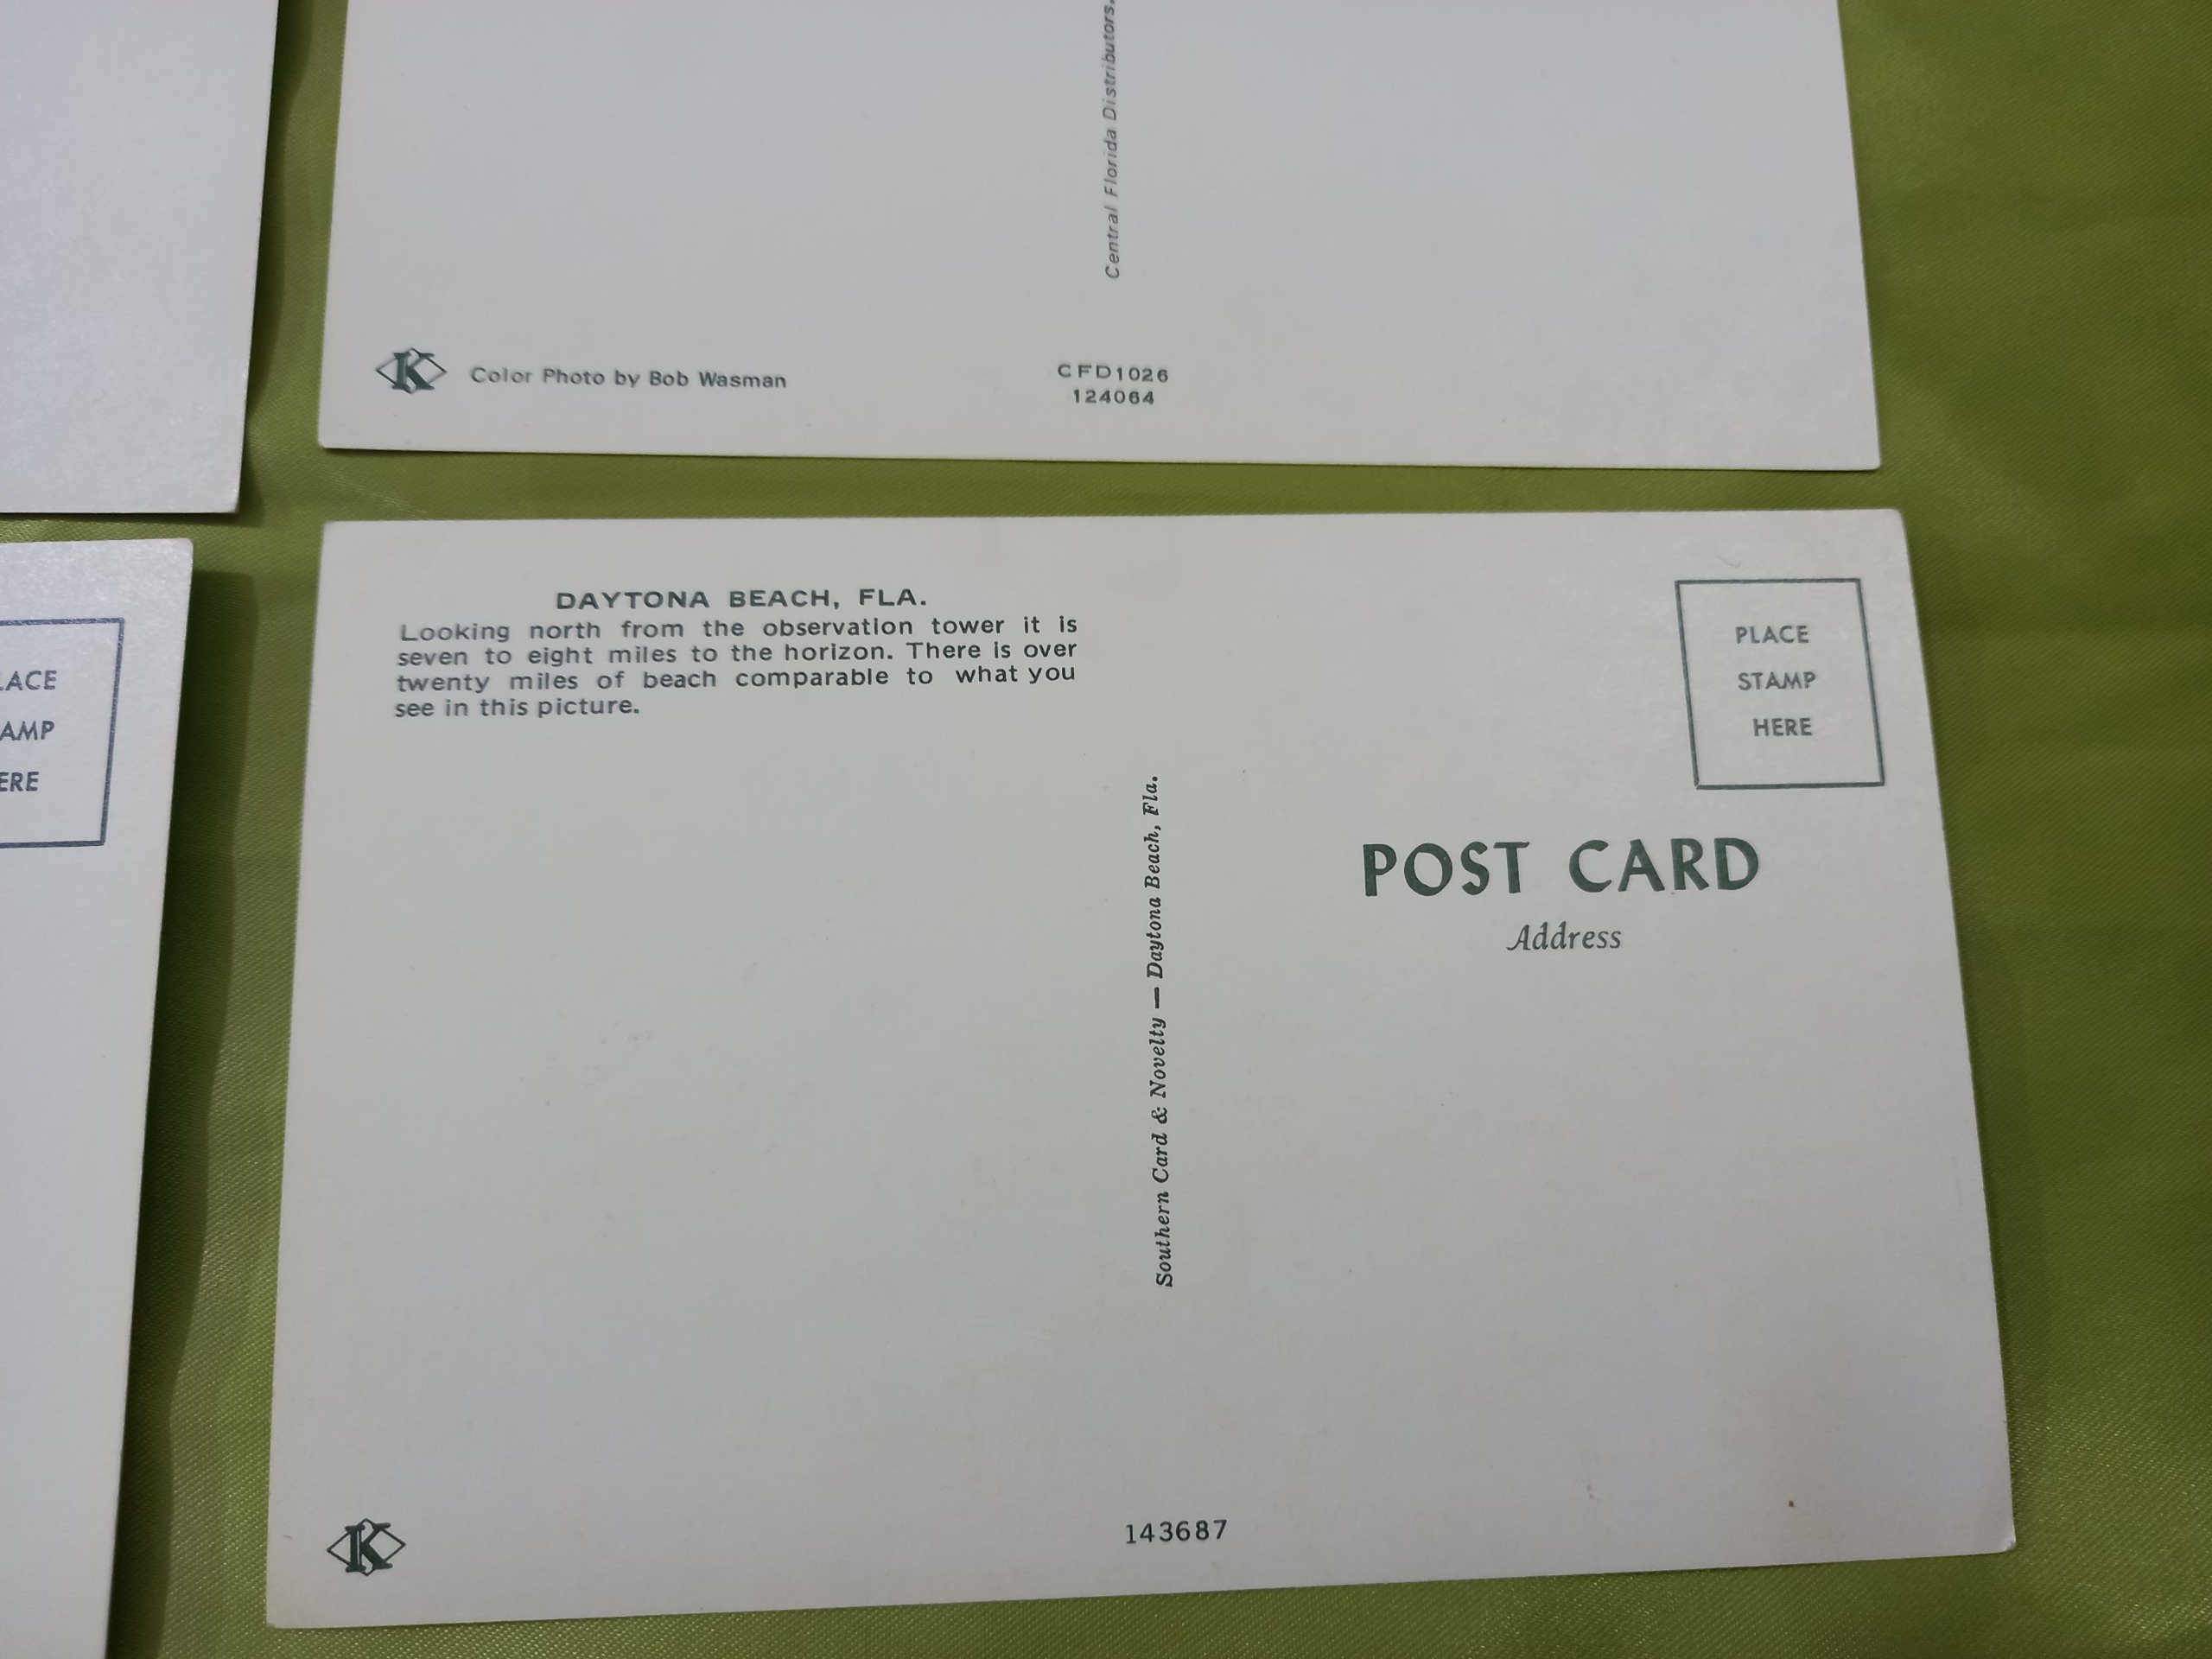 Central Florida Distributors,
K
Color Photo by Bob Wasman
CFD1026
124064
AMP
DAYTONA BEACH, FLA.
Looking north from the observation tower it is
seven to eight miles to the horizon. There is over
twenty miles of beach comparable to what you
see in this picture.
PLACE
STAMP
HERE
POST CARD
Address
Southern Card & Novelty — Daytona Beach, Fla.
K
143687
LACE
ERE